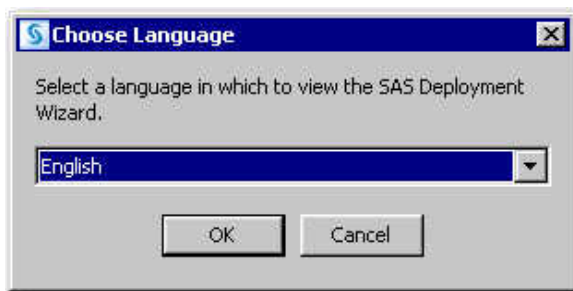 Choose Language
Select a language in which to view the SAS Deployment
Wizard.
English
OK
Cancel